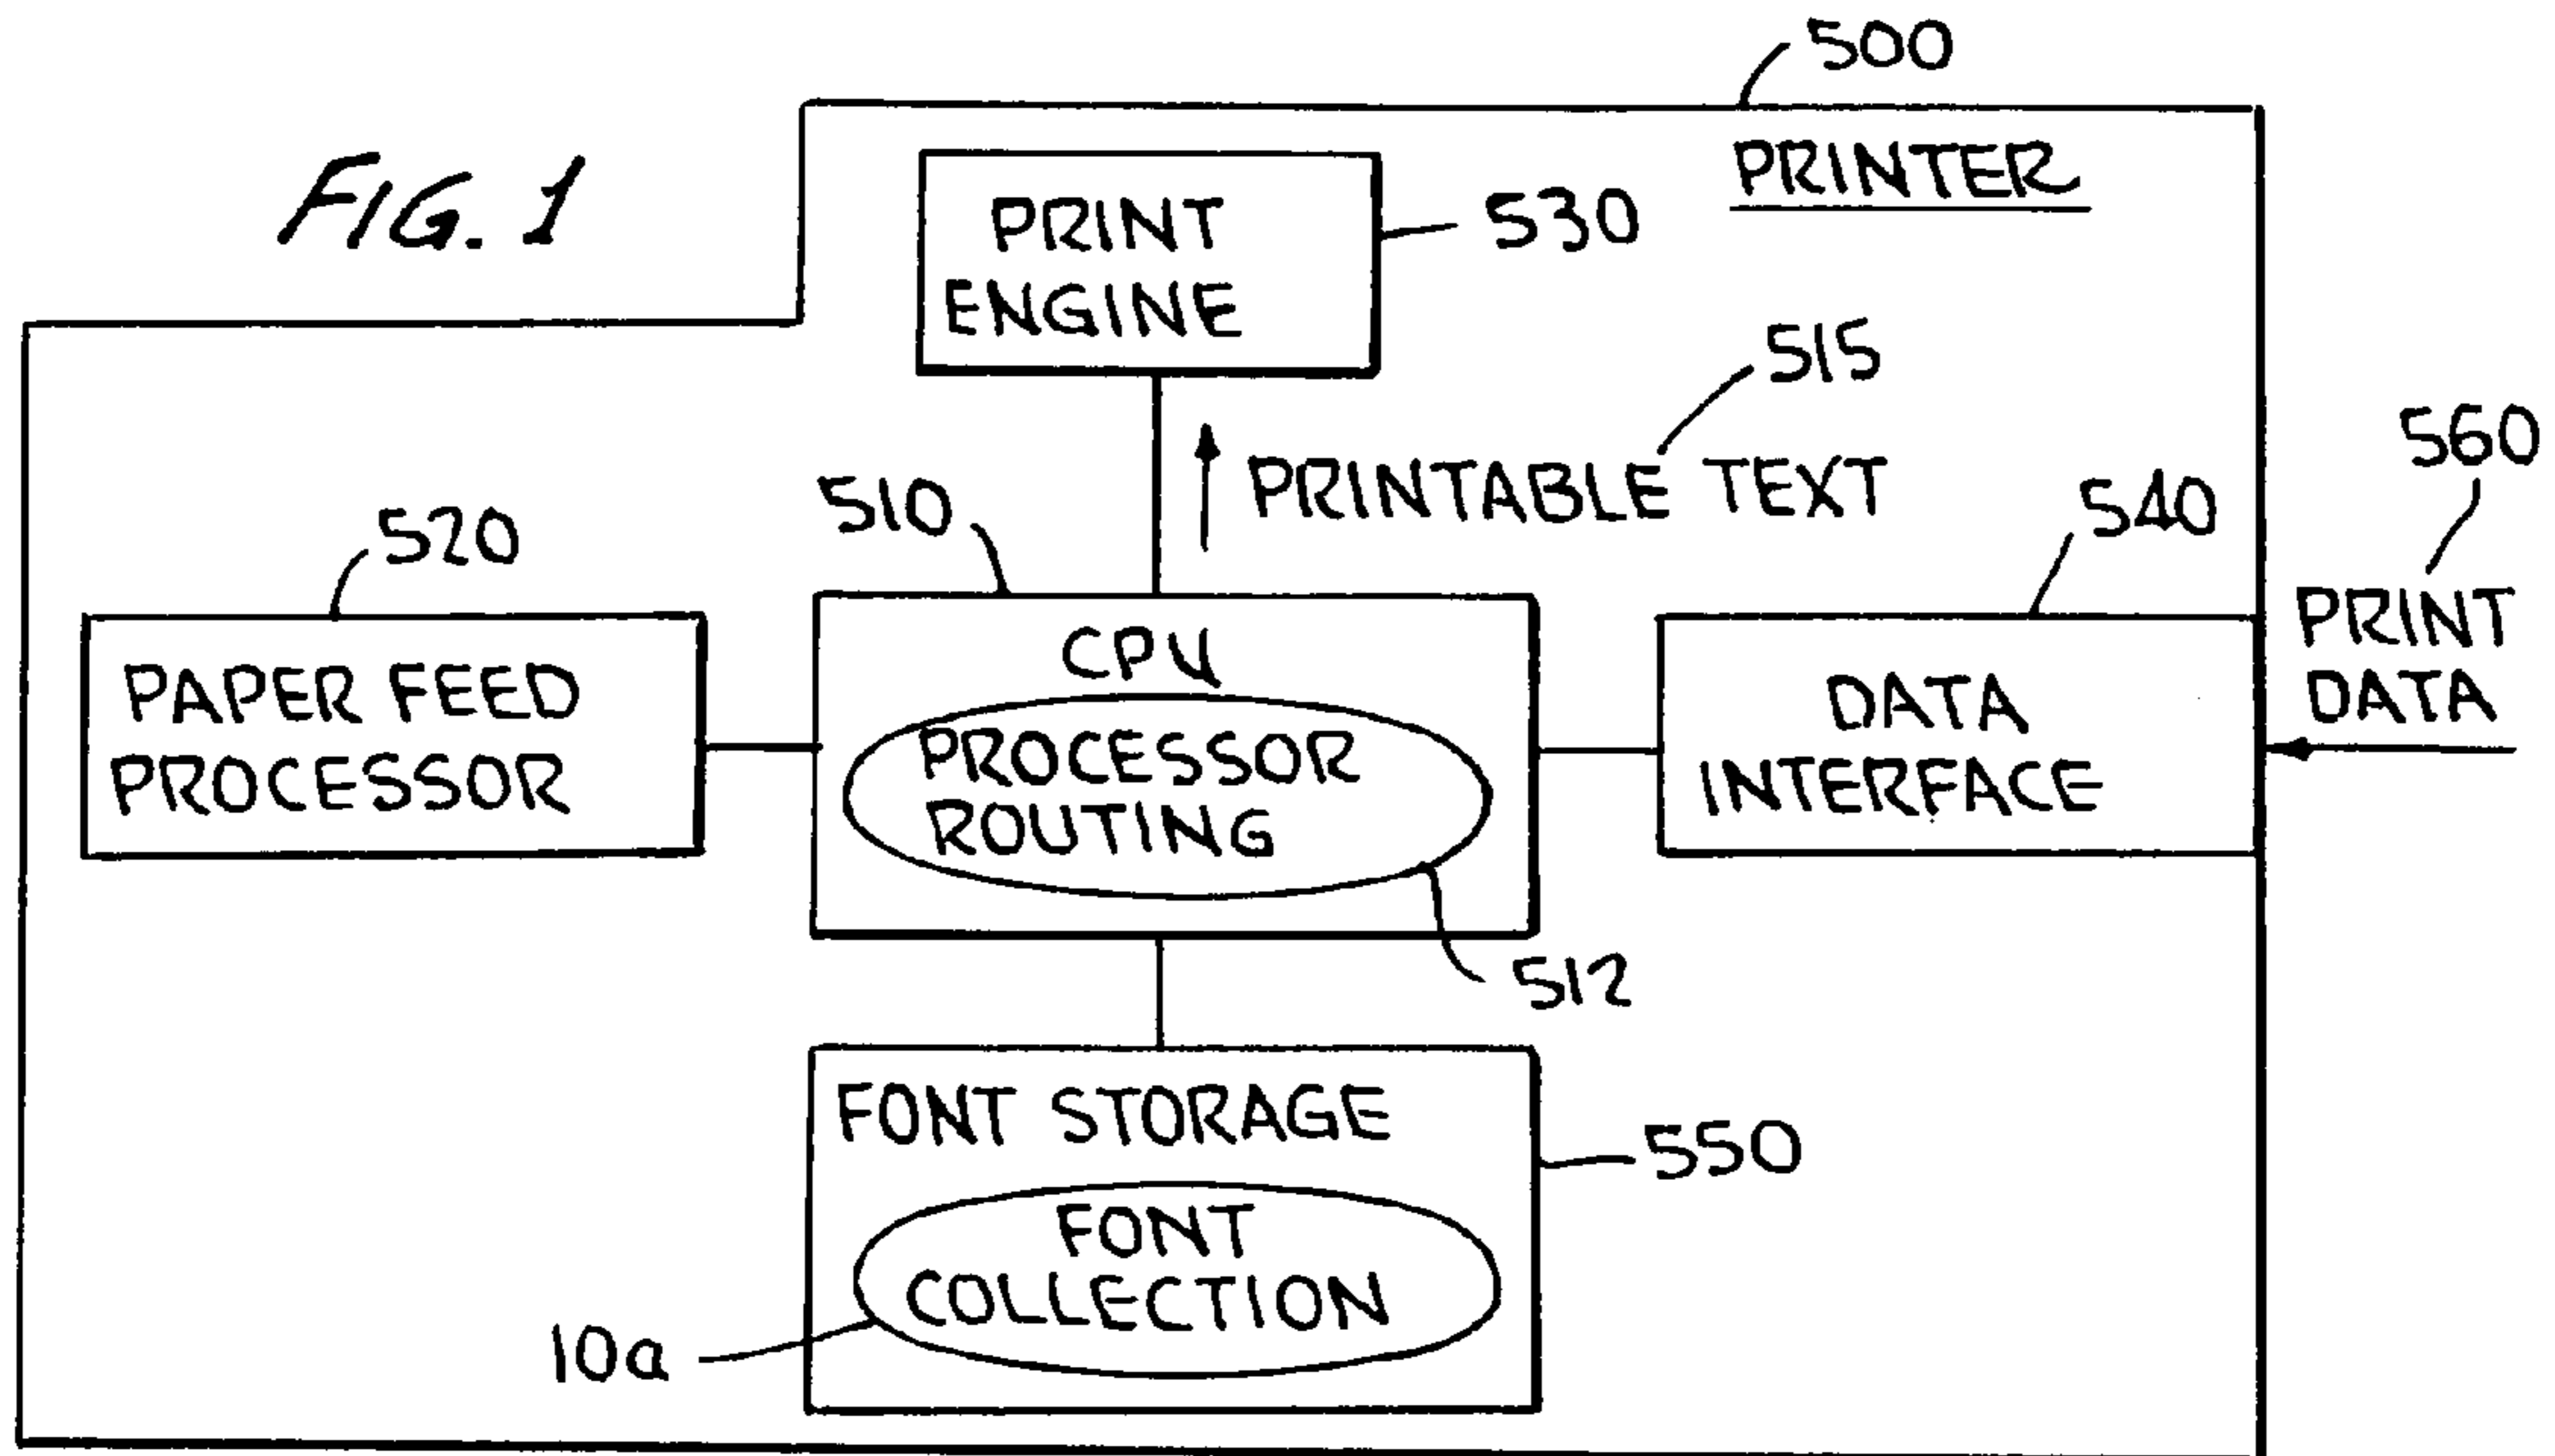 FIG. 1
500
PRINTER
PRINT
ENGINE
530
515
PRINTABLE TEXT
560
PRINT
DATA
510
520
540
PAPER FEED
PROCESSOR
CPU
PROCESSOR
ROUTING
512
DATA
INTERFACE
FONT STORAGE
550
FONT
COLLECTION
10a